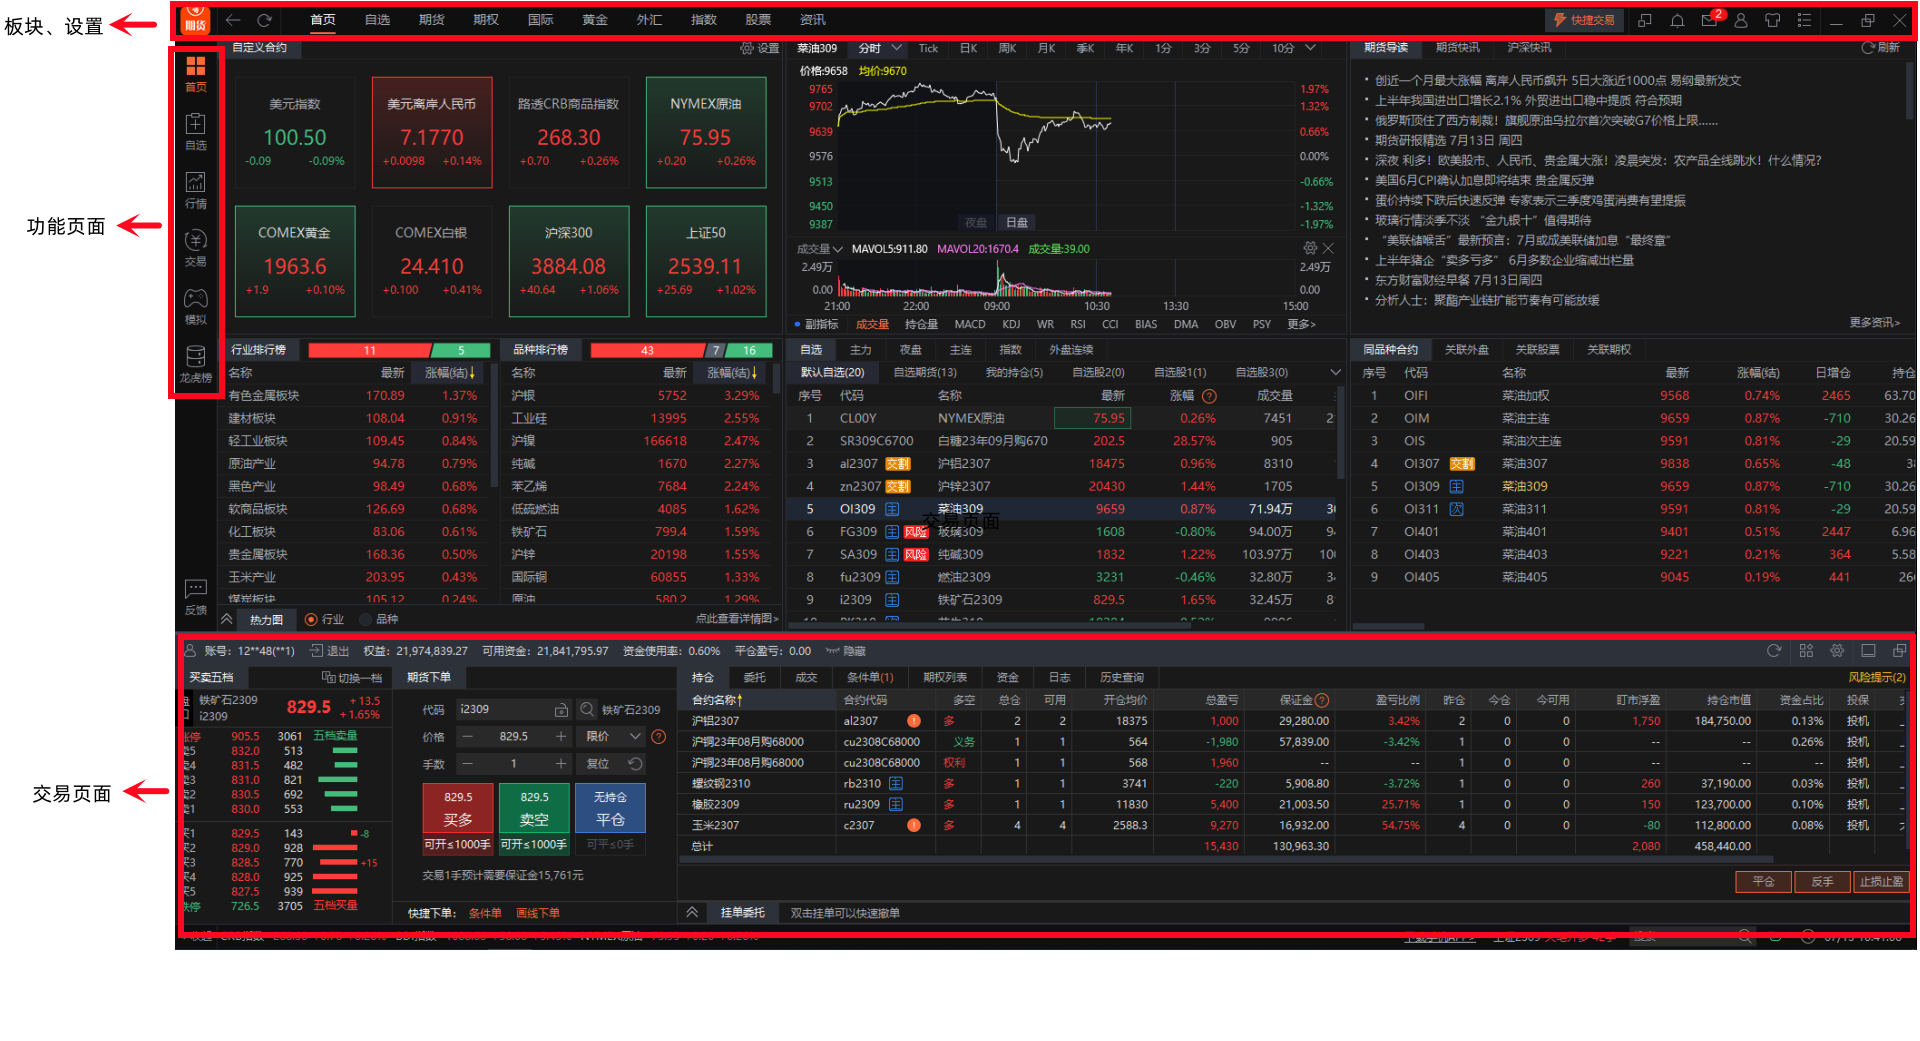 板块、设置
功能页面
交易页面
期货
首页 自选 期货 期权 国际 黄金 外汇 指数 股票 资讯
快捷交易 2
首页
自选
行情
交易
模拟
龙虎榜
反馈
自定义合约 设置
美元指数
100.50
-0.09 -0.09%
美元离岸人民币
7.1770
+0.0098 +0.14%
路透CRB商品指数
268.30
+0.70 +0.26%
NYMEX原油
75.95
+0.20 +0.26%
COMEX黄金
1963.6
+1.9 +0.10%
COMEX白银
24.410
+0.100 +0.41%
沪深300
3884.08
+40.64 +1.06%
上证50
2539.11
+25.69 +1.02%
菜油309 分时 Tick 日K 周K 月K 季K 年K 1分 3分 5分 10分
价格:9658 均价:9670
9765 1.97%
9702 1.32%
9639 0.66%
9576 0.00%
9513 -0.66%
9450 -1.32%
9387 -1.97%
夜盘 日盘
成交量 MAVOL5:911.80 MAVOL20:1670.4 成交量:39.00
2.49万 2.49万
0.00 0.00
21:00 22:00 09:00 10:30 13:30 15:00
副指标 成交量 持仓量 MACD KDJ WR RSI CCI BIAS DMA OBV PSY 更多>
期货导读 期货快讯 沪深快讯 刷新
· 创近一个月最大涨幅 离岸人民币飙升 5日大涨近1000点 易纲最新发文
· 上半年我国进出口增长2.1% 外贸进出口稳中提质 符合预期
· 俄罗斯顶住了西方制裁！旗舰原油乌拉尔首次突破G7价格上限......
· 期货研报精选 7月13日 周四
· 深夜 利多！欧美股市、人民币、贵金属大涨！凌晨突发：农产品全线跳水！什么情况?
· 美国6月CPI确认加息即将结束 贵金属反弹
· 蛋价持续下跌后快速反弹 专家表示三季度鸡蛋消费有望提振
· 玻璃行情淡季不淡 “金九银十”值得期待
· “美联储喉舌”最新预言：7月或成美联储加息“最终章”
· 上半年猪企“卖多亏多” 6月多数企业缩减出栏量
· 东方财富财经早餐 7月13日周四
· 分析人士：聚酯产业链扩能节奏有可能放缓
更多资讯>
行业排行榜 11 5
名称 最新 涨幅(结)↓
有色金属板块 170.89 1.37%
建材板块 108.04 0.91%
轻工业板块 109.45 0.84%
原油产业 94.78 0.79%
黑色产业 98.49 0.68%
软商品板块 126.69 0.68%
化工板块 83.06 0.61%
贵金属板块 168.36 0.50%
玉米产业 203.95 0.43%
煤炭板块 105.12 0.24%
品种排行榜 43 7 16
名称 最新 涨幅(结)↓
沪银 5752 3.29%
工业硅 13995 2.55%
沪镍 166618 2.47%
纯碱 1670 2.27%
苯乙烯 7684 2.24%
低硫燃油 4085 1.62%
铁矿石 799.4 1.59%
沪锌 20198 1.55%
国际铜 60855 1.33%
原油 580.2 1.29%
热力图 行业 品种 点此查看详情图>
自选 主力 夜盘 主连 指数 外盘连续
默认自选(20) 自选期货(13) 我的持仓(5) 自选股2(0) 自选股1(1) 自选股3(0)
序号 代码 名称 最新 涨幅 成交量
1 CL00Y NYMEX原油 75.95 0.26% 7451
2 SR309C6700 白糖23年09月购670 202.5 28.57% 905
3 al2307 交割 沪铝2307 18475 0.96% 8310
4 zn2307 交割 沪锌2307 20430 1.44% 1705
5 OI309 主 菜油309 9659 0.87% 71.94万
交易页面
6 FG309 主 风险 玻璃309 1608 -0.80% 94.00万
7 SA309 主 风险 纯碱309 1832 1.22% 103.97万
8 fu2309 主 燃油2309 3231 -0.46% 32.80万
9 i2309 主 铁矿石2309 829.5 1.65% 32.45万
同品种合约 关联外盘 关联股票 关联期权
序号 代码 名称 最新 涨幅(结) 日增仓 持仓
1 OIFI 菜油加权 9568 0.74% 2465 63.70
2 OIM 菜油主连 9659 0.87% -710 30.26
3 OIS 菜油次主连 9591 0.81% -29 20.59
4 OI307 交割 菜油307 9838 0.65% -48
5 OI309 主 菜油309 9659 0.87% -710 30.26
6 OI311 次 菜油311 9591 0.81% -29 20.59
7 OI401 菜油401 9401 0.51% 2447 6.96
8 OI403 菜油403 9221 0.21% 364 5.58
9 OI405 菜油405 9045 0.19% 441 26
账号：12**48(**1) 退出 权益：21,974,839.27 可用资金：21,841,795.97 资金使用率：0.60% 平仓盈亏：0.00 隐藏
买卖五档 切换一档
铁矿石2309 829.5 +13.5
i2309 +1.65%
涨停 905.5 3061 五档卖量
卖5 832.0 513
卖4 831.5 482
卖3 831.0 821
卖2 830.5 692
卖1 830.0 553
买1 829.5 143 -8
买2 829.0 928
买3 828.5 770 +15
买4 828.0 925
买5 827.5 939
跌停 726.5 3705 五档买量
期货下单
代码 i2309 铁矿石2309
价格 829.5 限价
手数 1 复位
829.5 829.5 无持仓
买多 卖空 平仓
可开≤1000手 可开≤1000手 可平≤0手
交易1手预计需要保证金15,761元
快捷下单： 条件单 画线下单
持仓 委托 成交 条件单(1) 期权列表 资金 日志 历史查询 风险提示(2)
合约名称↑ 合约代码 多空 总仓 可用 开仓均价 总盈亏 保证金 盈亏比例 昨仓 今仓 今可用 盯市浮盈 持仓市值 资金占比 投保
沪铝2307 al2307 多 2 2 18375 1,000 29,280.00 3.42% 2 0 0 1,750 184,750.00 0.13% 投机
沪铜23年08月购68000 cu2308C68000 义务 1 1 564 -1,980 57,839.00 -3.42% 1 0 0 -- -- 0.26% 投机
沪铜23年08月购68000 cu2308C68000 权利 1 1 568 1,960 -- -- 1 0 0 -- -- -- 投机
螺纹钢2310 rb2310 主 多 1 1 3741 -220 5,908.80 -3.72% 1 0 0 260 37,190.00 0.03% 投机
橡胶2309 ru2309 主 多 1 1 11830 5,400 21,003.50 25.71% 1 0 0 150 123,700.00 0.10% 投机
玉米2307 c2307 多 4 4 2588.3 9,270 16,932.00 54.75% 4 0 0 -80 112,800.00 0.08% 投机
总计 15,430 130,963.30 2,080 458,440.00
平仓 反手 止损止盈
挂单委托 双击挂单可以快速撤单